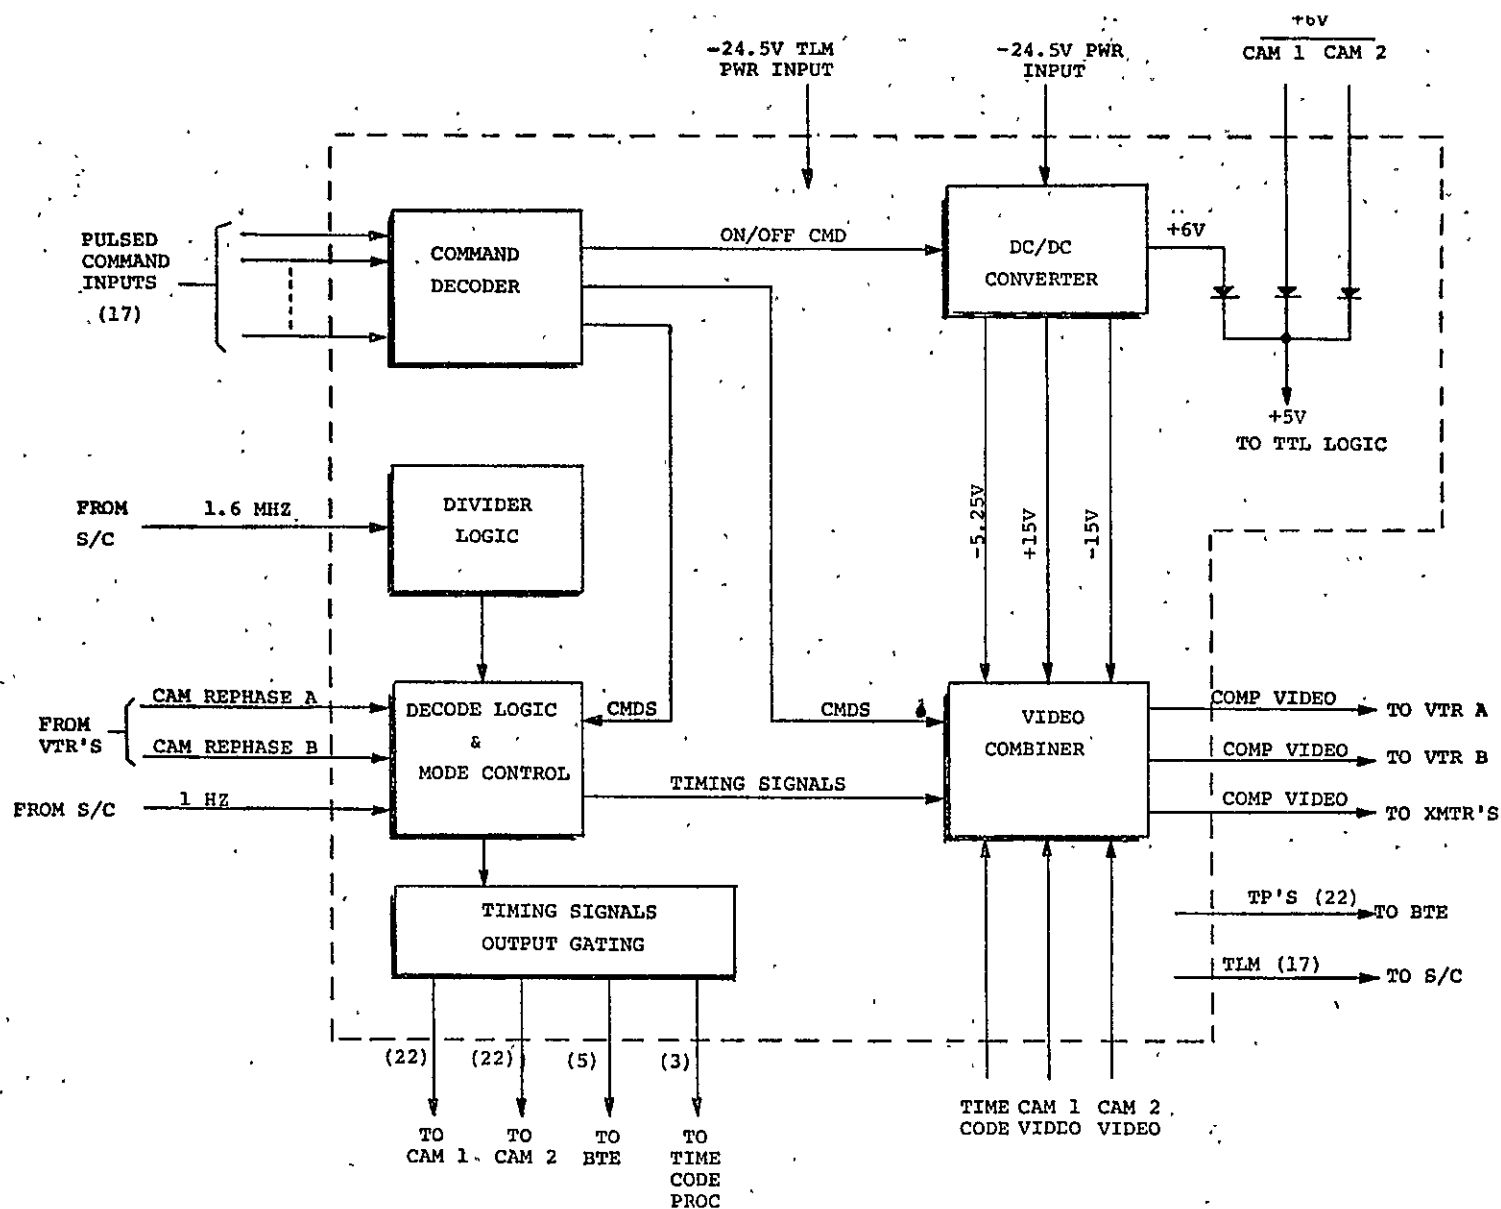 +6V
CAM 1 CAM 2
-24.5V TLM
PWR INPUT
-24.5V PWR
INPUT
PULSED
COMMAND
INPUTS
(17)
COMMAND
DECODER
ON/OFF CMD
DC/DC
CONVERTER
+6V
+5V
TO TTL LOGIC
FROM
S/C
1.6 MHZ
DIVIDER
LOGIC
-5.25V
+15V
-15V
FROM
VTR'S
CAM REPHASE A
CAM REPHASE B
FROM S/C
1 HZ
DECODE LOGIC
&
MODE CONTROL
CMDS
CMDS
TIMING SIGNALS
VIDEO
COMBINER
COMP VIDEO
TO VTR A
COMP VIDEO
TO VTR B
COMP VIDEO
TO XMTR'S
TP'S (22)
TO BTE
TLM (17)
TO S/C
TIMING SIGNALS
OUTPUT GATING
(22)
(22)
(5)
(3)
TO
CAM 1
TO
CAM 2
TO
BTE
TO
TIME
CODE
PROC
TIME
CODE
CAM 1
VIDEO
CAM 2
VIDEO